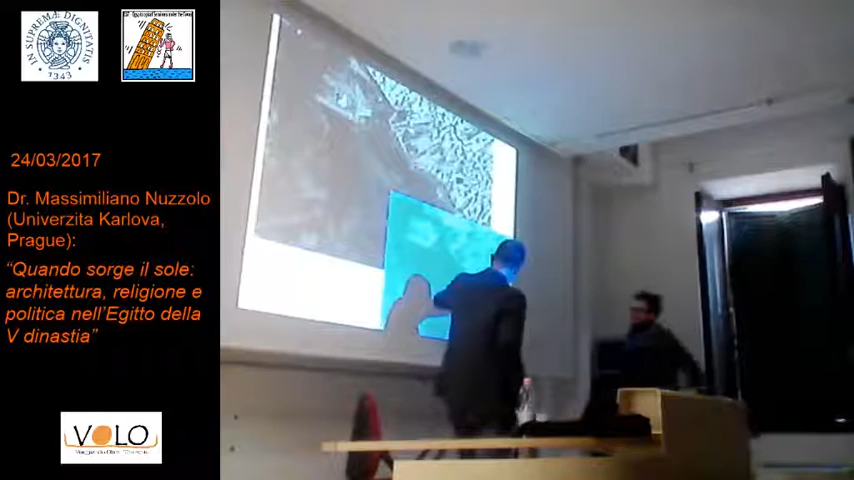 IN SUPREMÆ DIGNITATIS
1343
24/03/2017
Dr. Massimiliano Nuzzolo
(Univerzita Karlova,
Prague):
“Quando sorge il sole:
architettura, religione e
politica nell’Egitto della
V dinastia”
VOLO